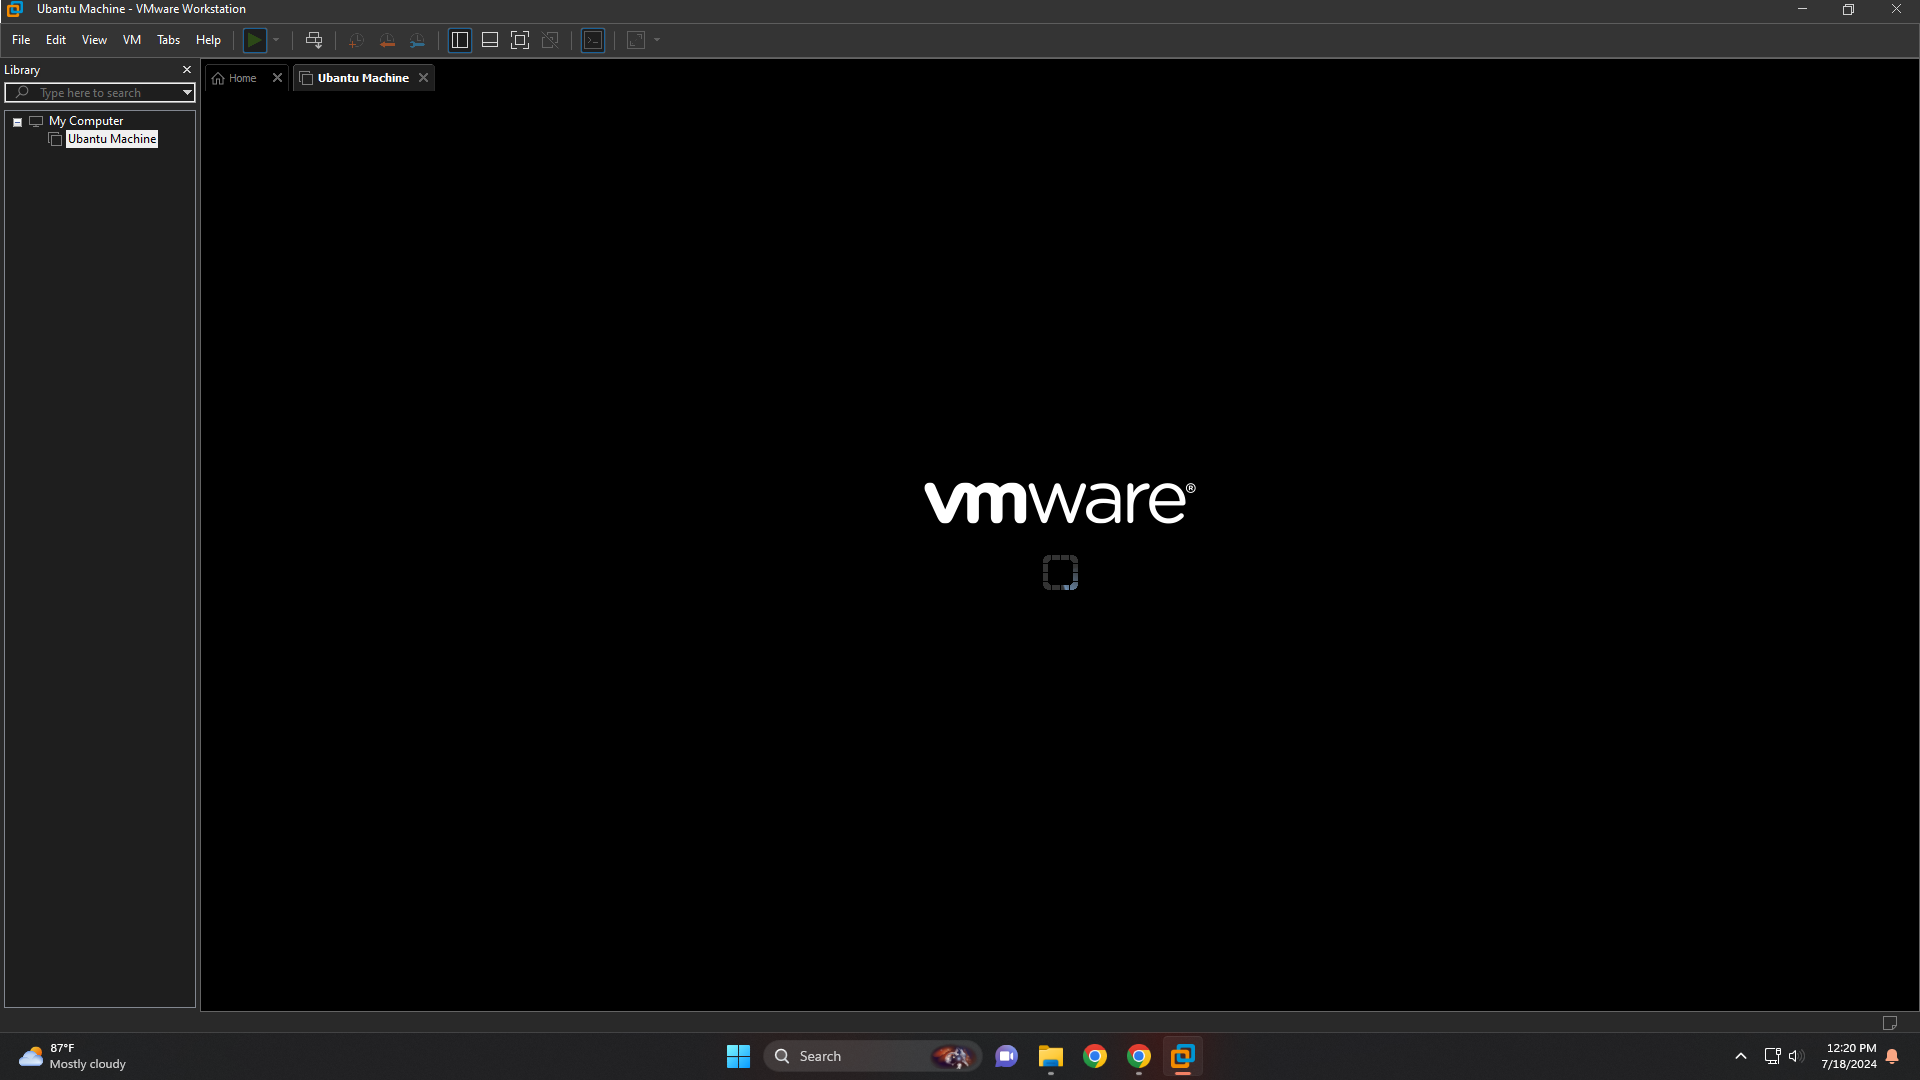 Ubantu Machine - VMware Workstation
File Edit View VM Tabs Help
Library
Type here to search
My Computer
Ubantu Machine
Home
Ubantu Machine
vmware®
87°F
Mostly cloudy
Search
12:20 PM
7/18/2024